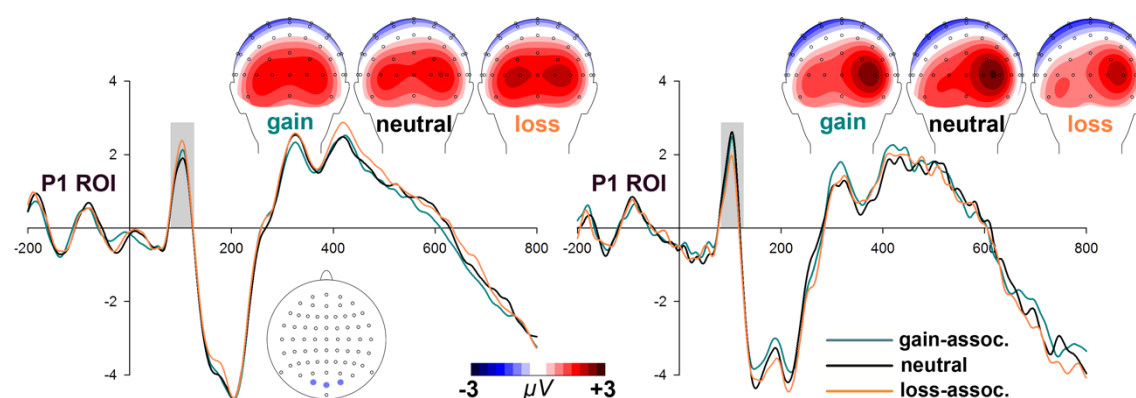 gain neutral loss
gain neutral loss
4
2
P1 ROI
-200 200 400 600 800
-2
-4
-3 µV +3
4
2
P1 ROI
-200 200 400 600 800
-2
-4
gain-assoc.
neutral
loss-assoc.